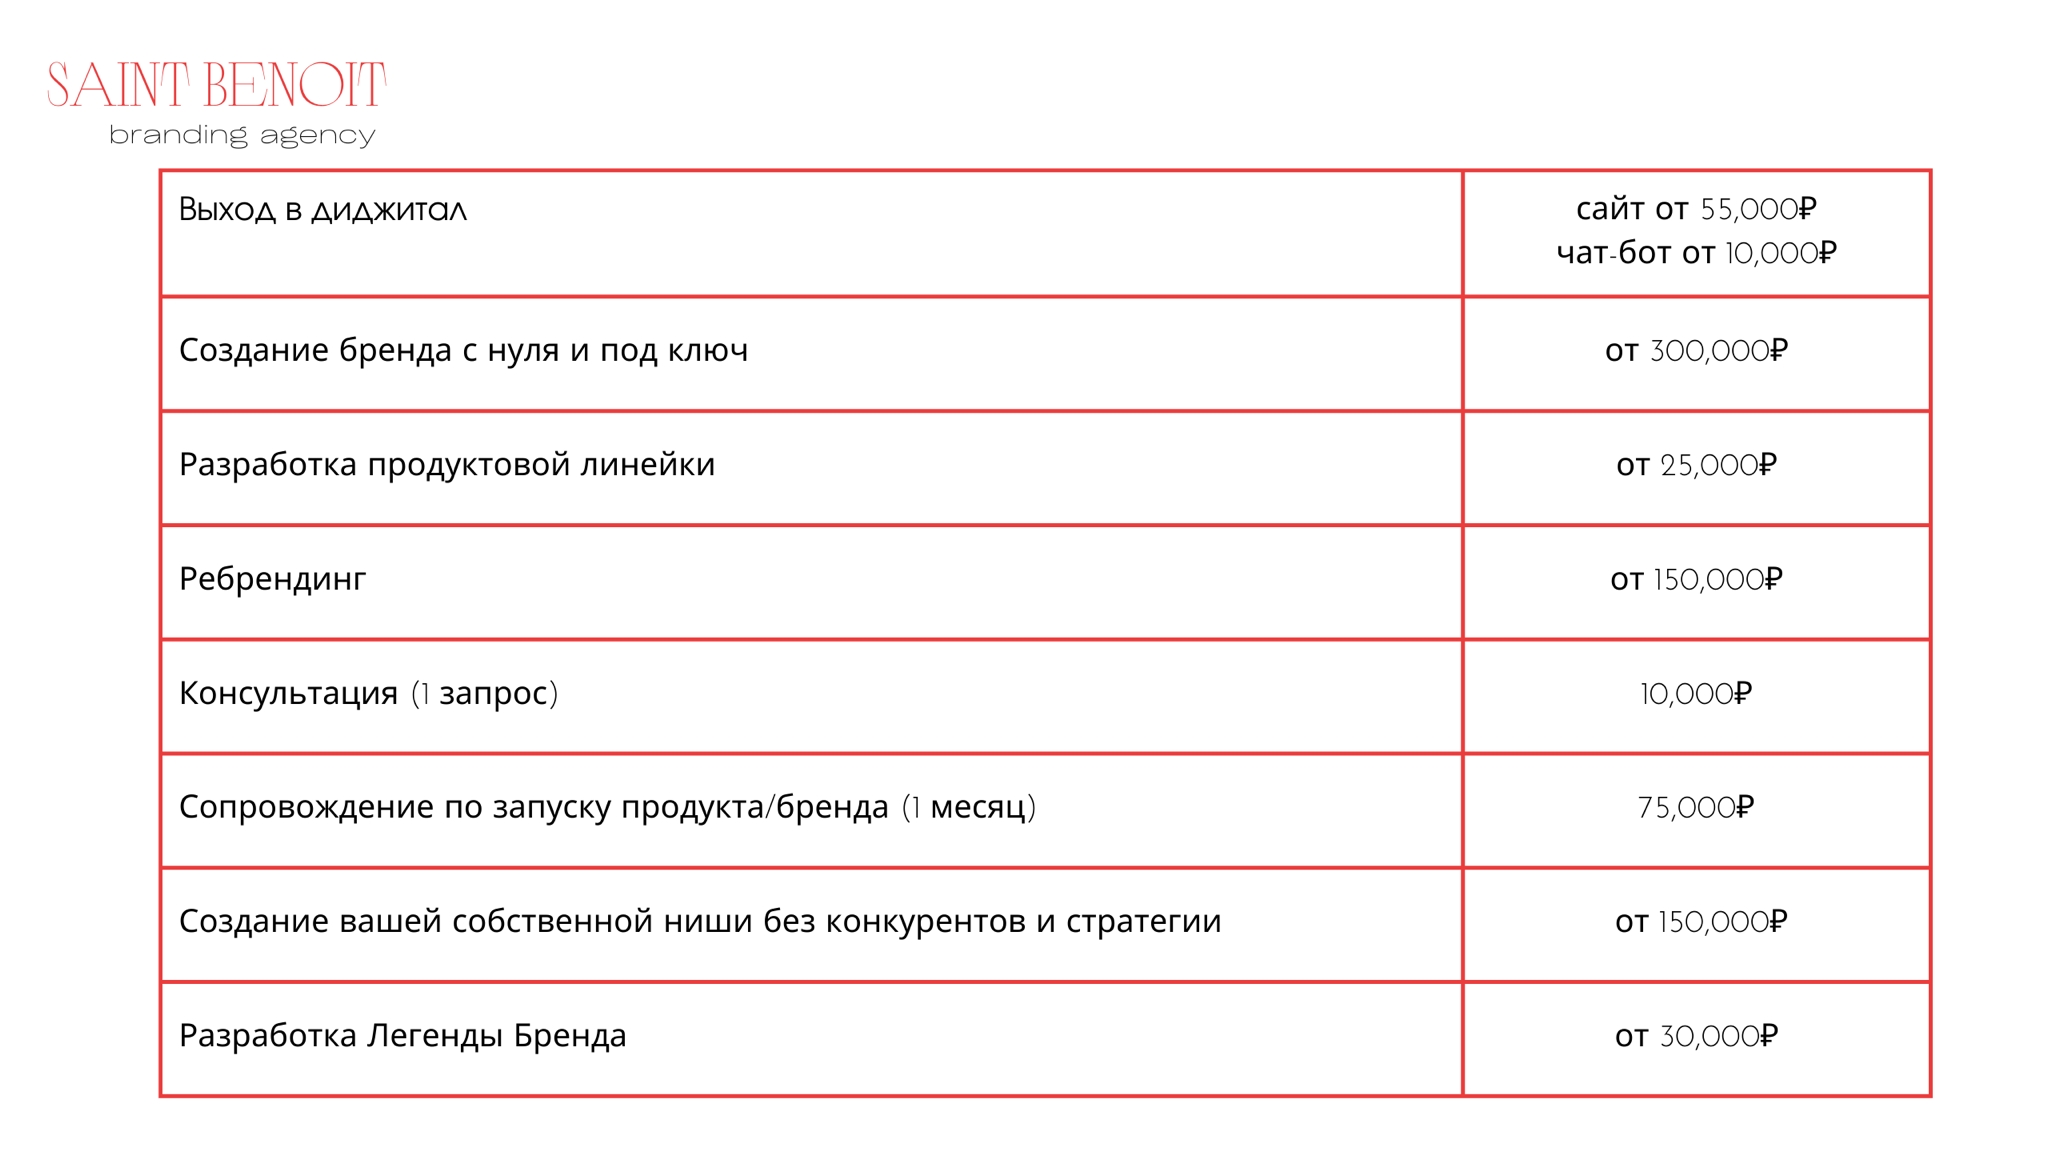 SAINT BENOIT
branding agency
Выход в диджитал
сайт от 55,000₽
чат-бот от 10,000₽
Создание бренда с нуля и под ключ
от 300,000₽
Разработка продуктовой линейки
от 25,000₽
Ребрендинг
от 150,000₽
Консультация (1 запрос)
10,000₽
Сопровождение по запуску продукта/бренда (1 месяц)
75,000₽
Создание вашей собственной ниши без конкурентов и стратегии
от 150,000₽
Разработка Легенды Бренда
от 30,000₽